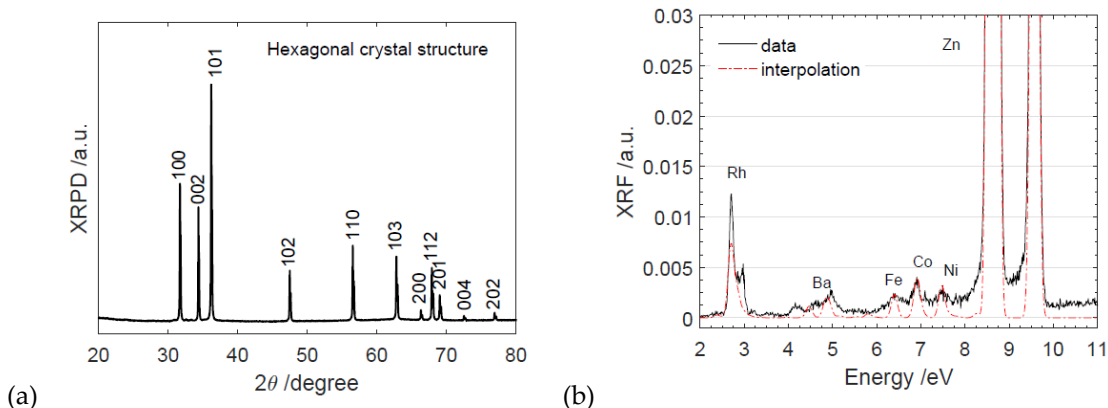 Hexagonal crystal structure
XRPD /a.u.
100
002
101
102
110
103
200
112
201
004
202
20 30 40 50 60 70 80
2θ /degree
(a)
0.03
0.025
0.02
0.015
0.01
0.005
0
XRF /a.u.
data
interpolation
Zn
Rh
Ba
Fe
Co
Ni
2 3 4 5 6 7 8 9 10 11
Energy /eV
(b)